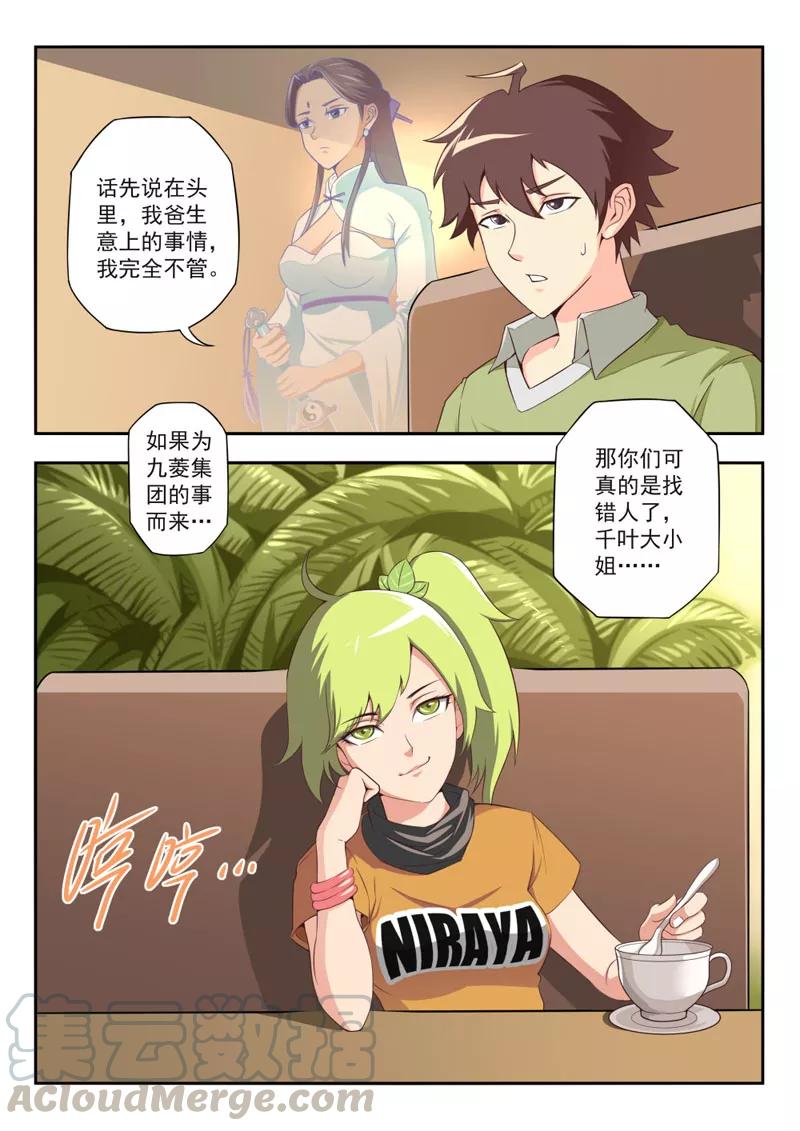 话先说在头
里，我爸生
意上的事情，
我完全不管。
如果为
九菱集
团的事
而来…
那你们可
真的是找
错人了，
千叶大小
姐……
哼哼…
NIRAYA
集云数据
ACloudMerge.com